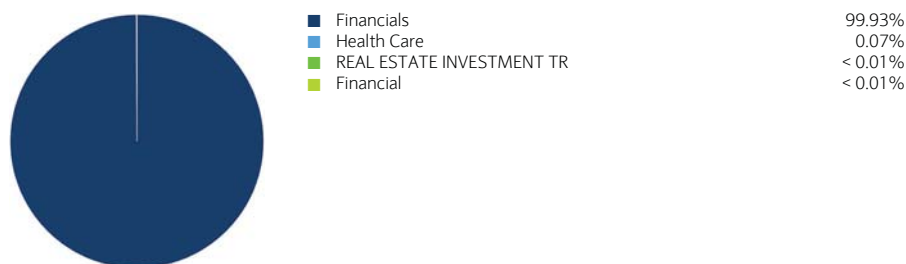 Financials 99.93%
Health Care 0.07%
REAL ESTATE INVESTMENT TR < 0.01%
Financial < 0.01%